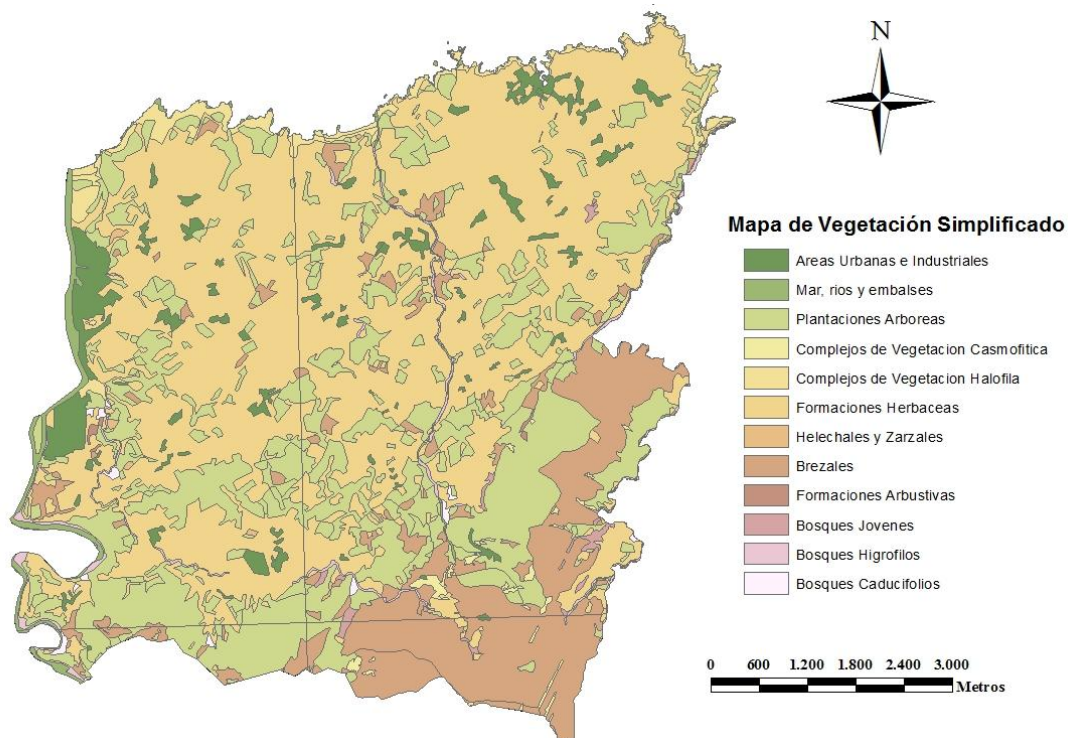 N
Mapa de Vegetación Simplificado
Areas Urbanas e Industriales
Mar, rios y embalses
Plantaciones Arboreas
Complejos de Vegetacion Casmofitica
Complejos de Vegetacion Halofila
Formaciones Herbaceas
Helechales y Zarzales
Brezales
Formaciones Arbustivas
Bosques Jovenes
Bosques Higrofilos
Bosques Caducifolios
0 600 1.200 1.800 2.400 3.000
Metros